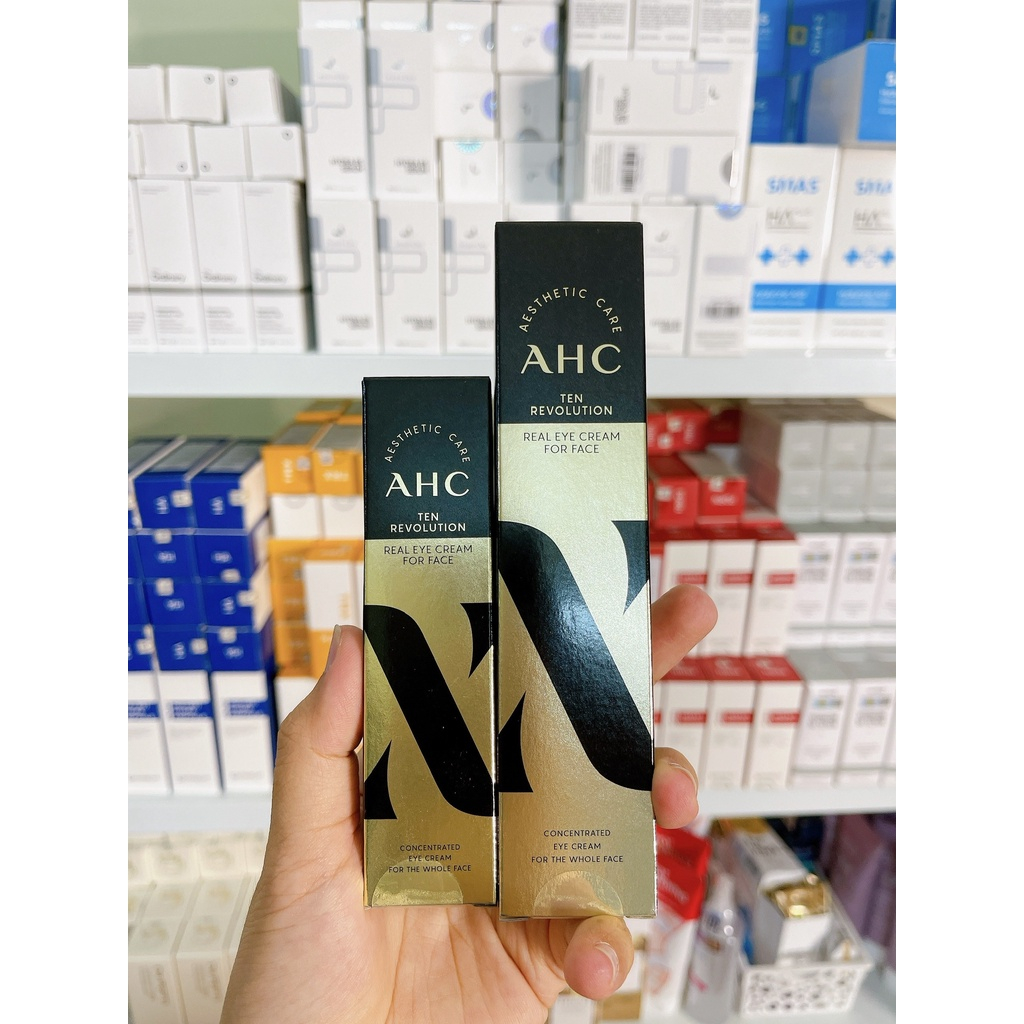 AESTHETIC CARE
AHC
TEN
REVOLUTION
REAL EYE CREAM
FOR FACE
CONCENTRATED
EYE CREAM
FOR THE WHOLE FACE
AESTHETIC CARE
AHC
TEN
REVOLUTION
REAL EYE CREAM
FOR FACE
CONCENTRATED
EYE CREAM
FOR THE WHOLE FACE
SMAS